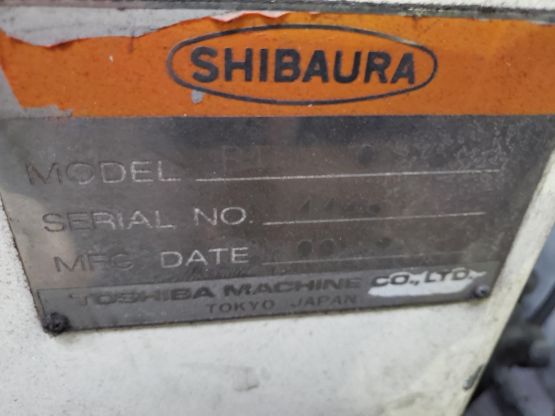 SHIBAURA
MODEL
SERIAL NO.
MFG DATE
TOSHIBA MACHINE CO., LTD.
TOKYO JAPAN